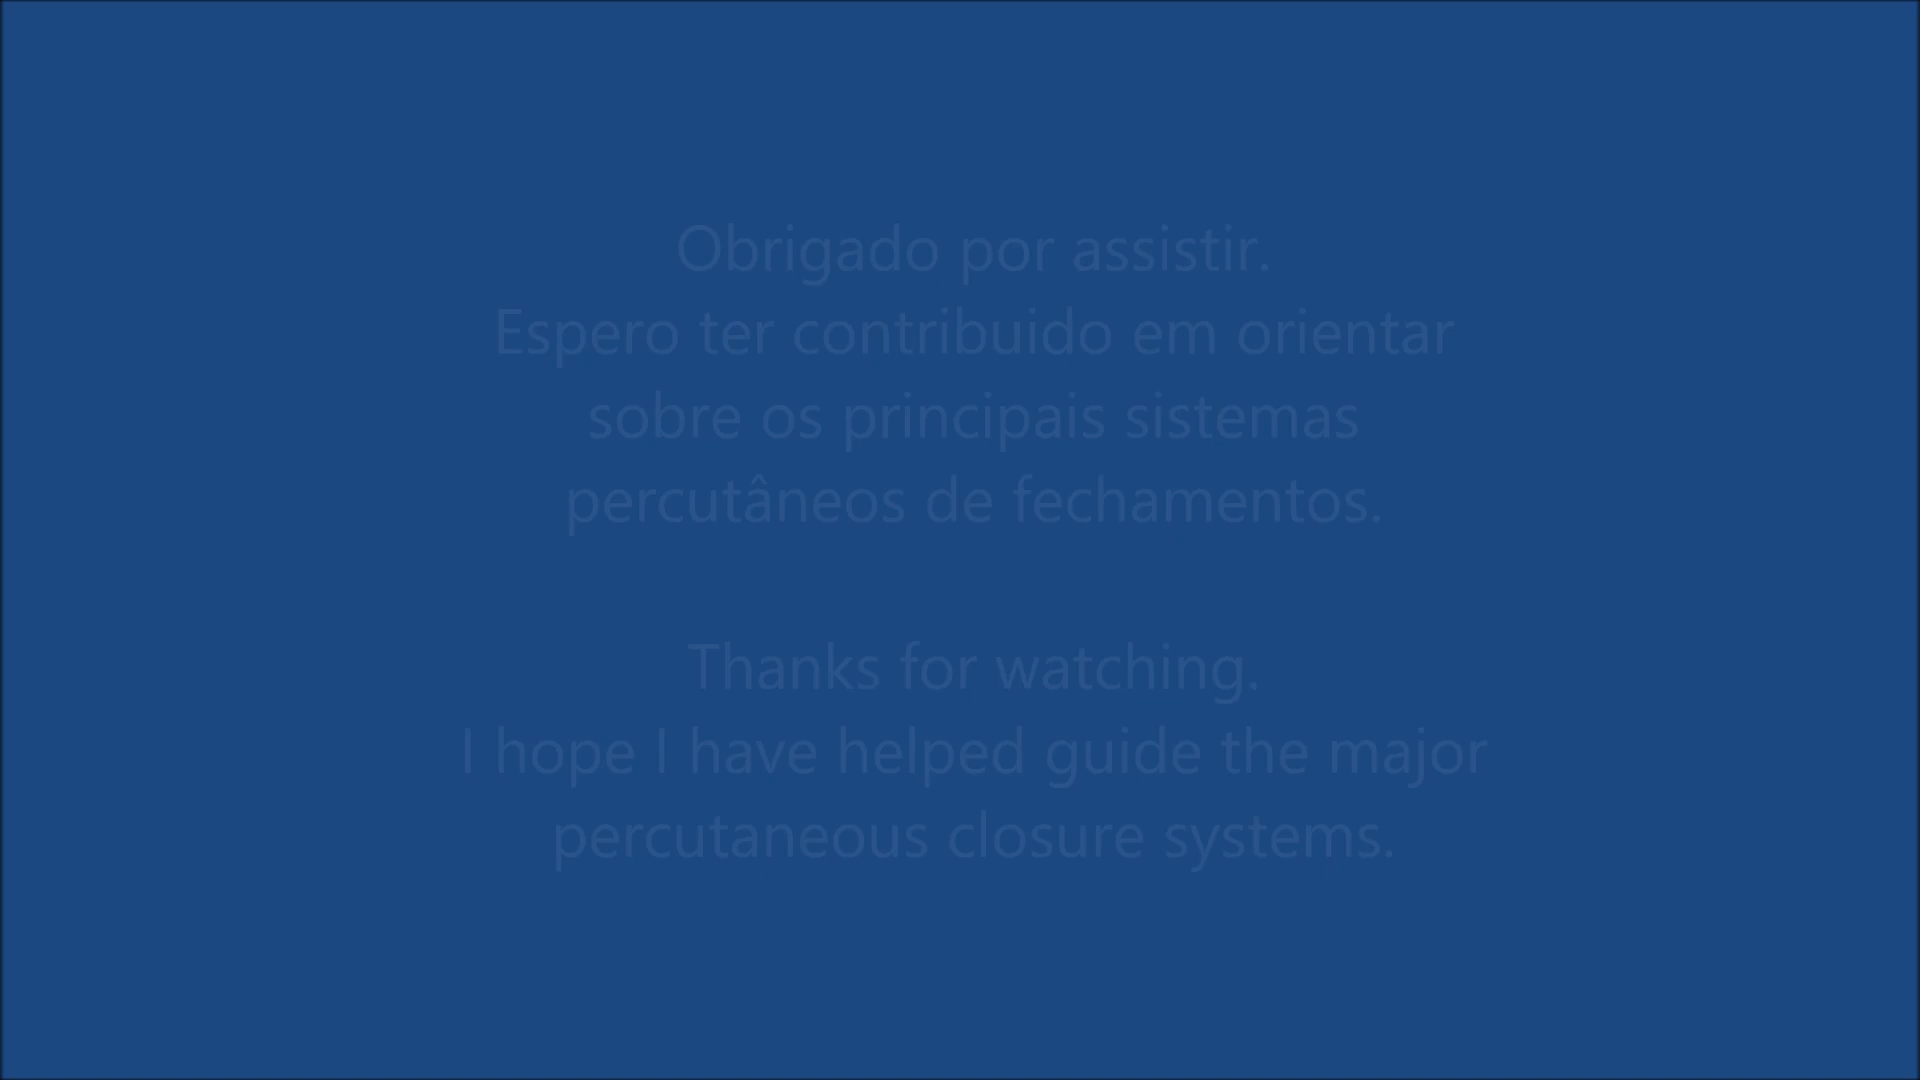 Obrigado por assistir.
Espero ter contribuido em orientar
sobre os principais sistemas
percutâneos de fechamentos.
Thanks for watching.
I hope I have helped guide the major
percutaneous closure systems.